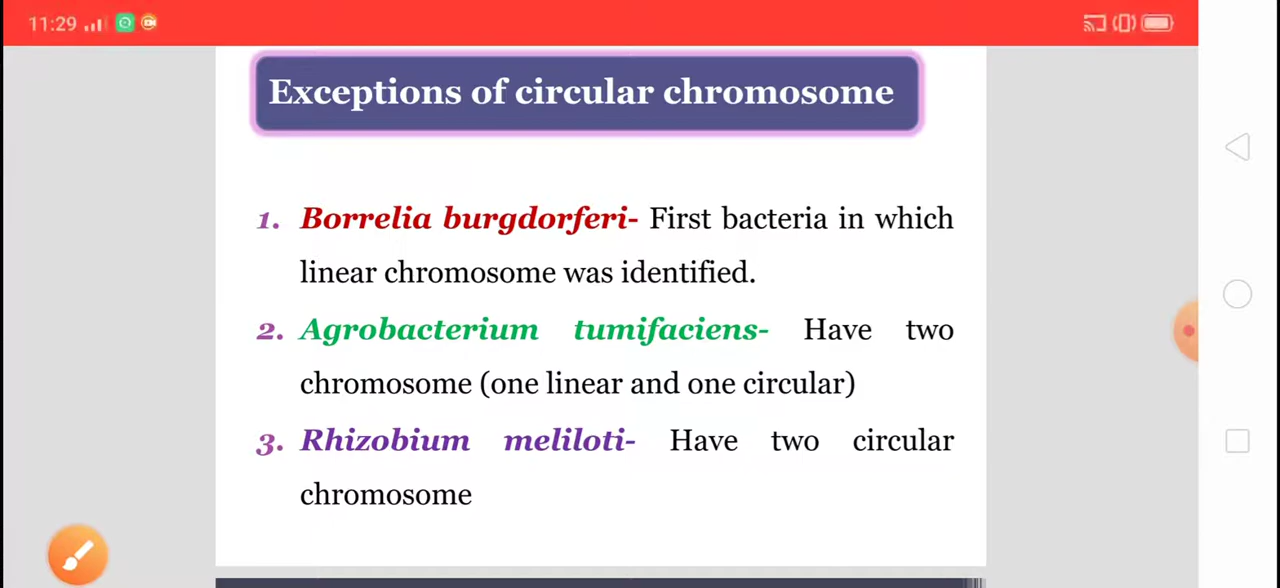 11:29
Exceptions of circular chromosome
1. Borrelia burgdorferi- First bacteria in which
linear chromosome was identified.
2. Agrobacterium tumifaciens- Have two
chromosome (one linear and one circular)
3. Rhizobium meliloti- Have two circular
chromosome